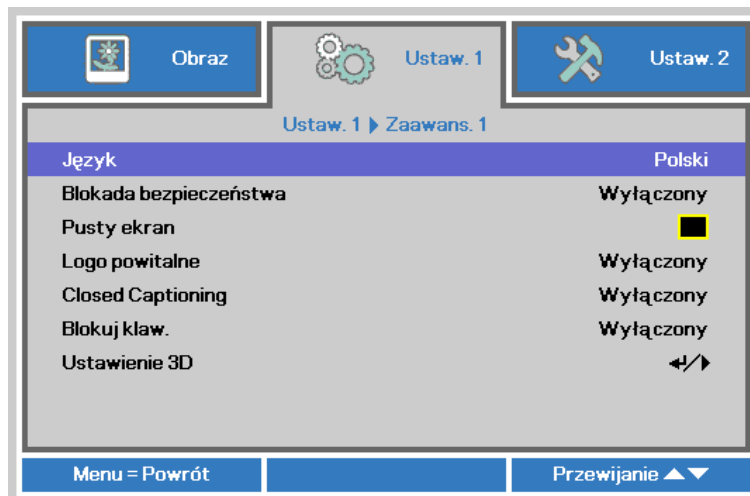 Obraz
Ustaw. 1
Ustaw. 2
Ustaw. 1 Zaawans. 1
Język Polski
Blokada bezpieczeństwa Wyłączony
Pusty ekran
Logo powitalne Wyłączony
Closed Captioning Wyłączony
Blokuj klaw. Wyłączony
Ustawienie 3D
Menu = Powrót
Przewijanie